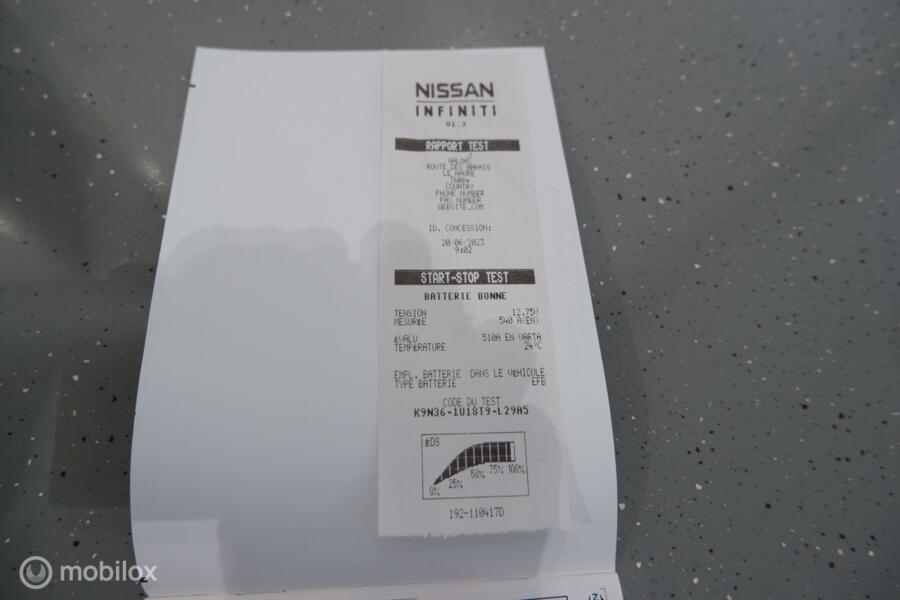 NISSAN
INFINITI
V1.3
RAPPORT TEST
ROUTE DES MARAIS
LE HAVRE
76064
COUNTRY
PHONE NUMBER
FAX NUMBER
WEBSITE.COM
ID. CONCESSION:
20/06/2023
9:02
START-STOP TEST
BATTERIE BONNE
TENSION 12.75V
MESURÉE 540 A(EN)
ÉVALU 510A EN VARTA
TEMPÉRATURE 24°C
EMPL. BATTERIE DANS LE VÉHICULE
TYPE BATTERIE EFB
CODE DU TEST
K9N36-1U18T9-L29A5
ÉDS
0% 25% 50% 75% 100%
192-110417D
mobilox